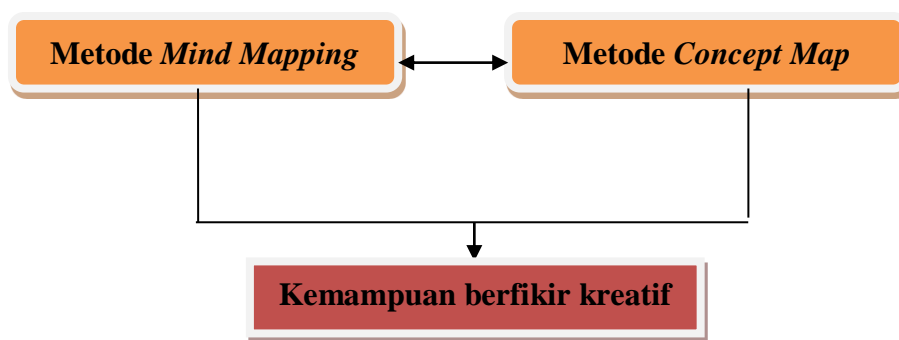 Metode Mind Mapping
Metode Concept Map
Kemampuan berfikir kreatif